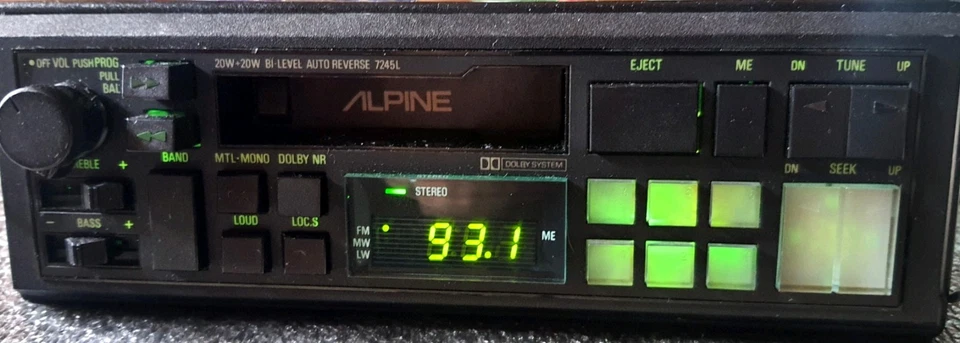 OFF VOL PUSH PROG
PULL
BAL
20W+20W BI-LEVEL AUTO REVERSE 7245L
EJECT
ME
DN TUNE UP
ALPINE
BAND
MTL·MONO DOLBY NR
DOLBY SYSTEM
DN SEEK UP
- BASS +
LOUD
LOC.S
STEREO
FM
MW
LW
93.1
ME